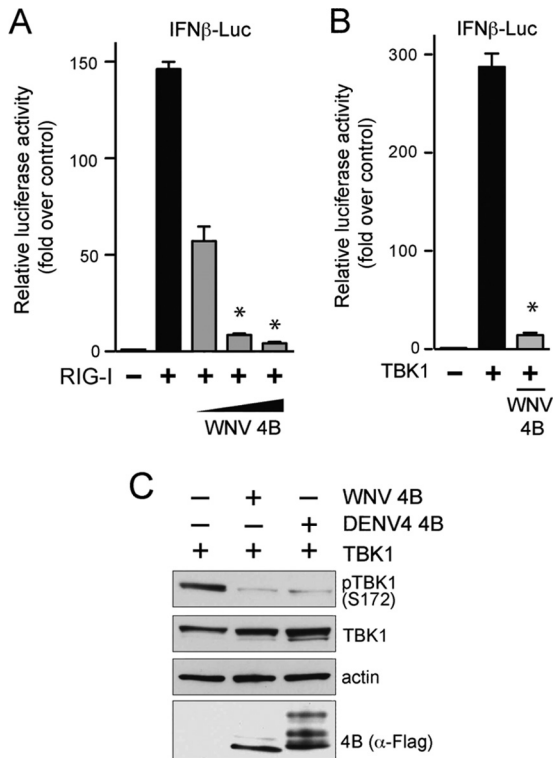 A
IFNβ-Luc
Relative luciferase activity
(fold over control)
150
100
50
0
RIG-I − + + + +
* *
WNV 4B
B
IFNβ-Luc
Relative luciferase activity
(fold over control)
300
200
100
0
*
TBK1 − + +
WNV
4B
C
− + − WNV 4B
− − + DENV4 4B
+ + + TBK1
pTBK1
(S172)
TBK1
actin
4B (α-Flag)